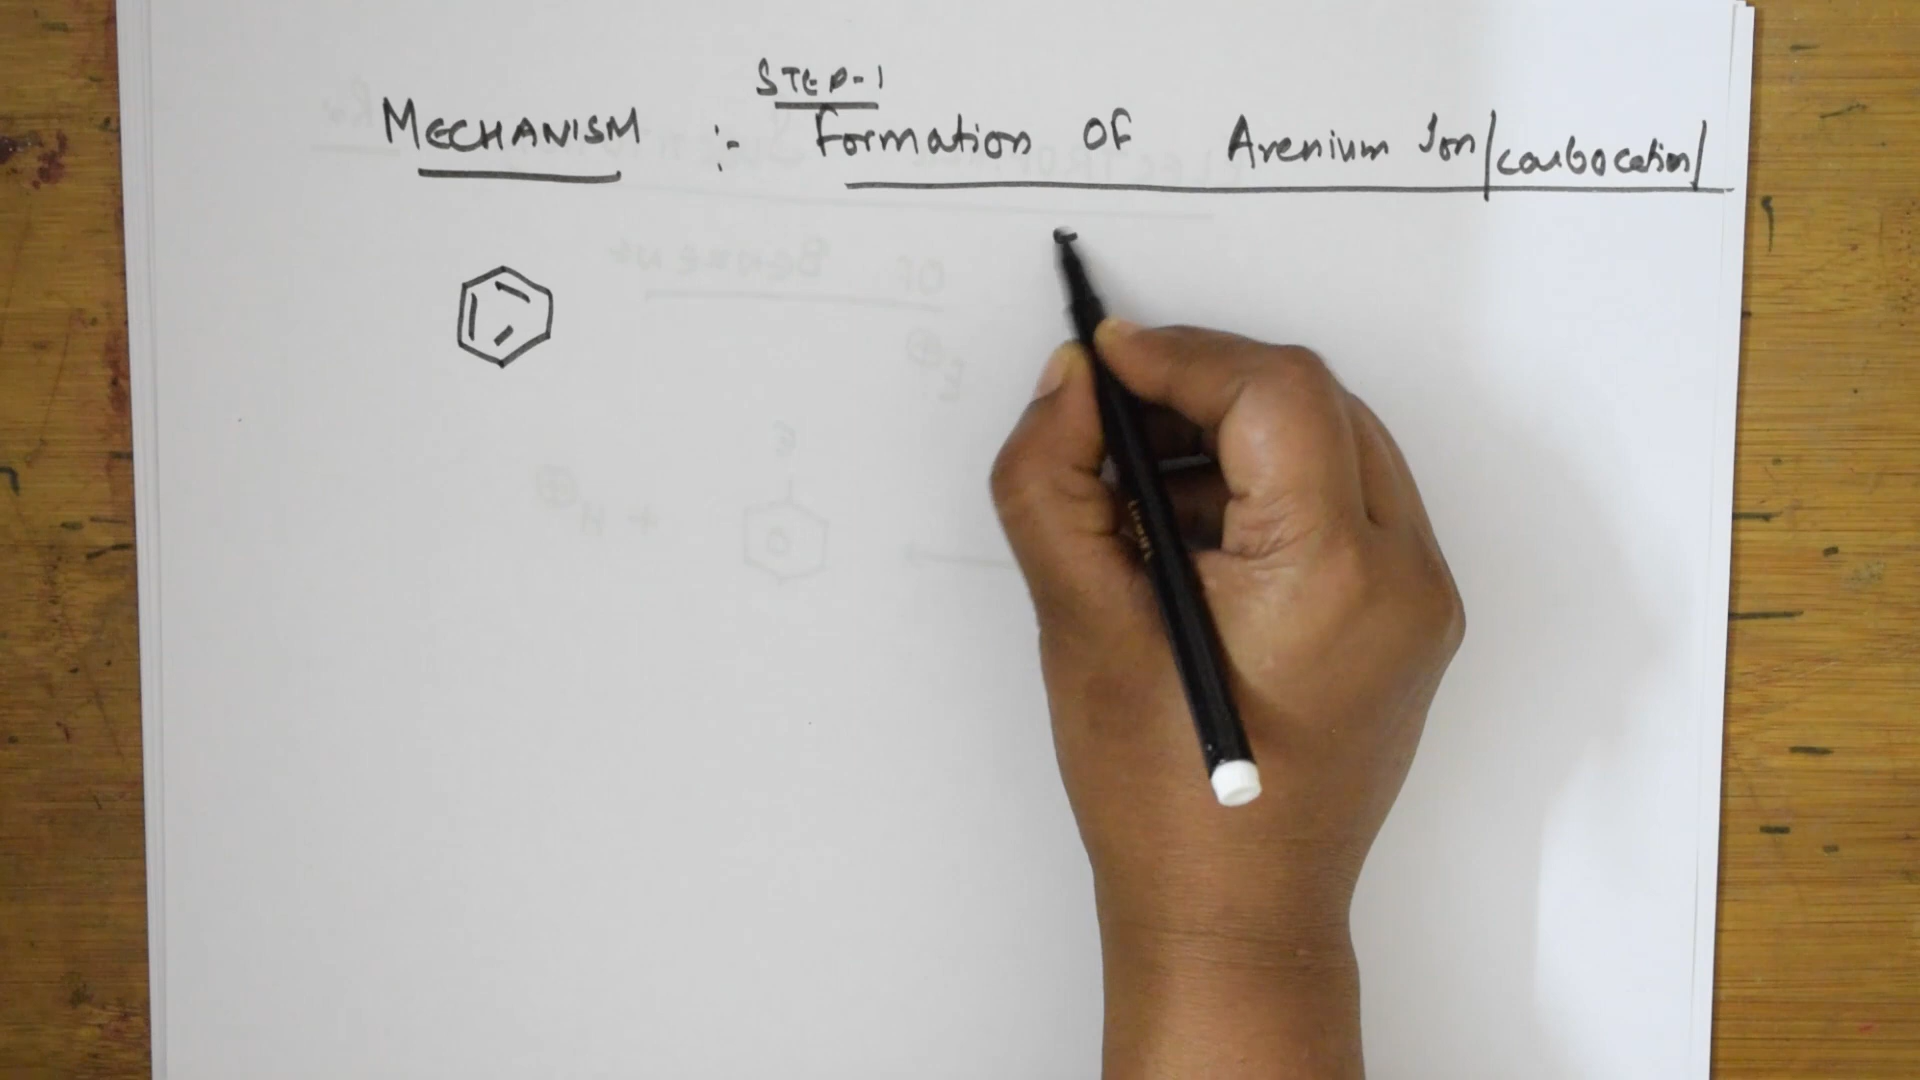 STEP-1
MECHANISM :- Formation OF Arenium Ion/carbocation/